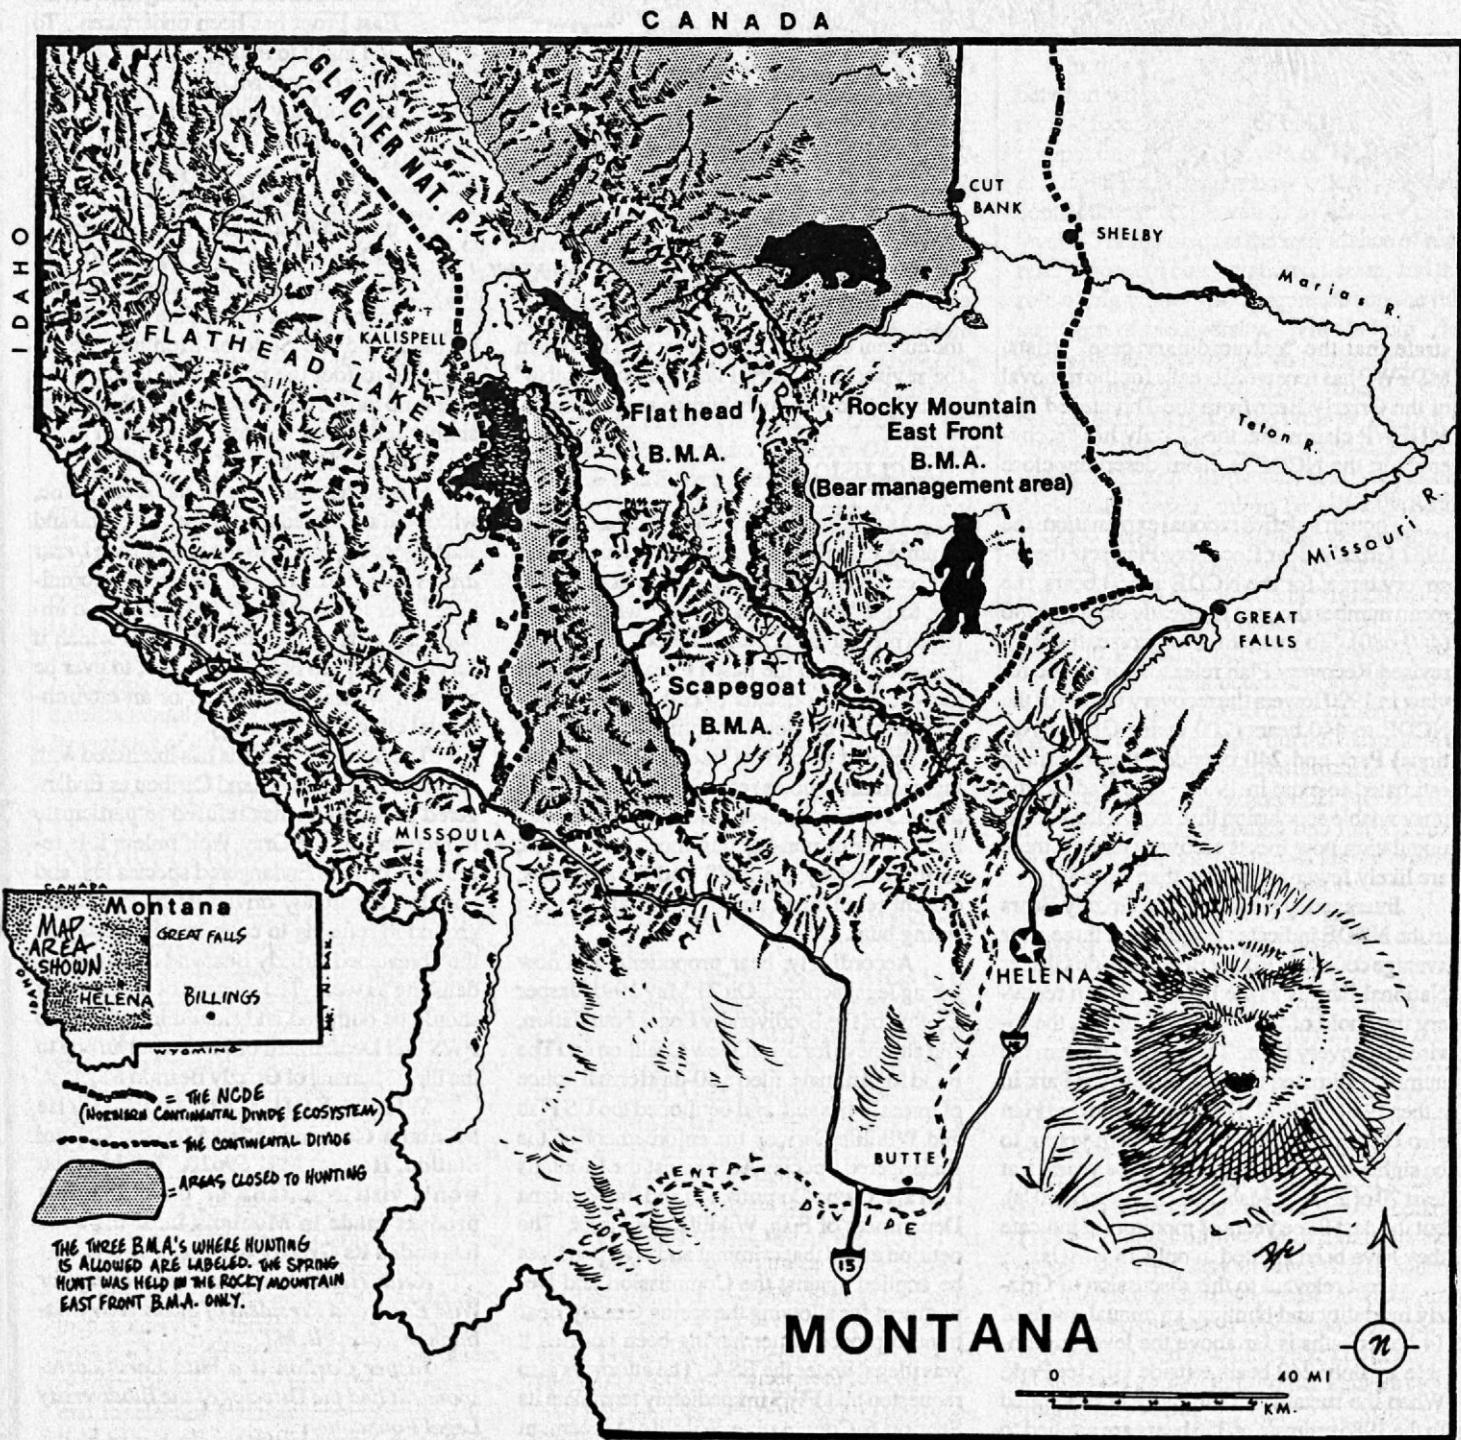 CANADA
IDAHO
GLACIER NAT. P.
CUT
BANK
SHELBY
Marias R.
FLATHEAD LAKE
KALISPELL
Flathead
B.M.A.
Rocky Mountain
East Front
B.M.A.
(Bear management area)
Teton R.
Missouri R.
GREAT
FALLS
Scapegoat
B.M.A.
MISSOULA
HELENA
CANADA
Montana
MAP
AREA
SHOWN
GREAT FALLS
IDAHO
HELENA
BILLINGS
N. DAK.
WYOMING
= THE NCDE
(NORTHERN CONTINENTAL DIVIDE ECOSYSTEM)
= THE CONTINENTAL DIVIDE
= AREAS CLOSED TO HUNTING
THE THREE B.M.A.'S WHERE HUNTING
IS ALLOWED ARE LABELED. THE SPRING
HUNT WAS HELD IN THE ROCKY MOUNTAIN
EAST FRONT B.M.A. ONLY.
BUTTE
DIVIDE
15
15
MONTANA
N
0 40 MI
KM.